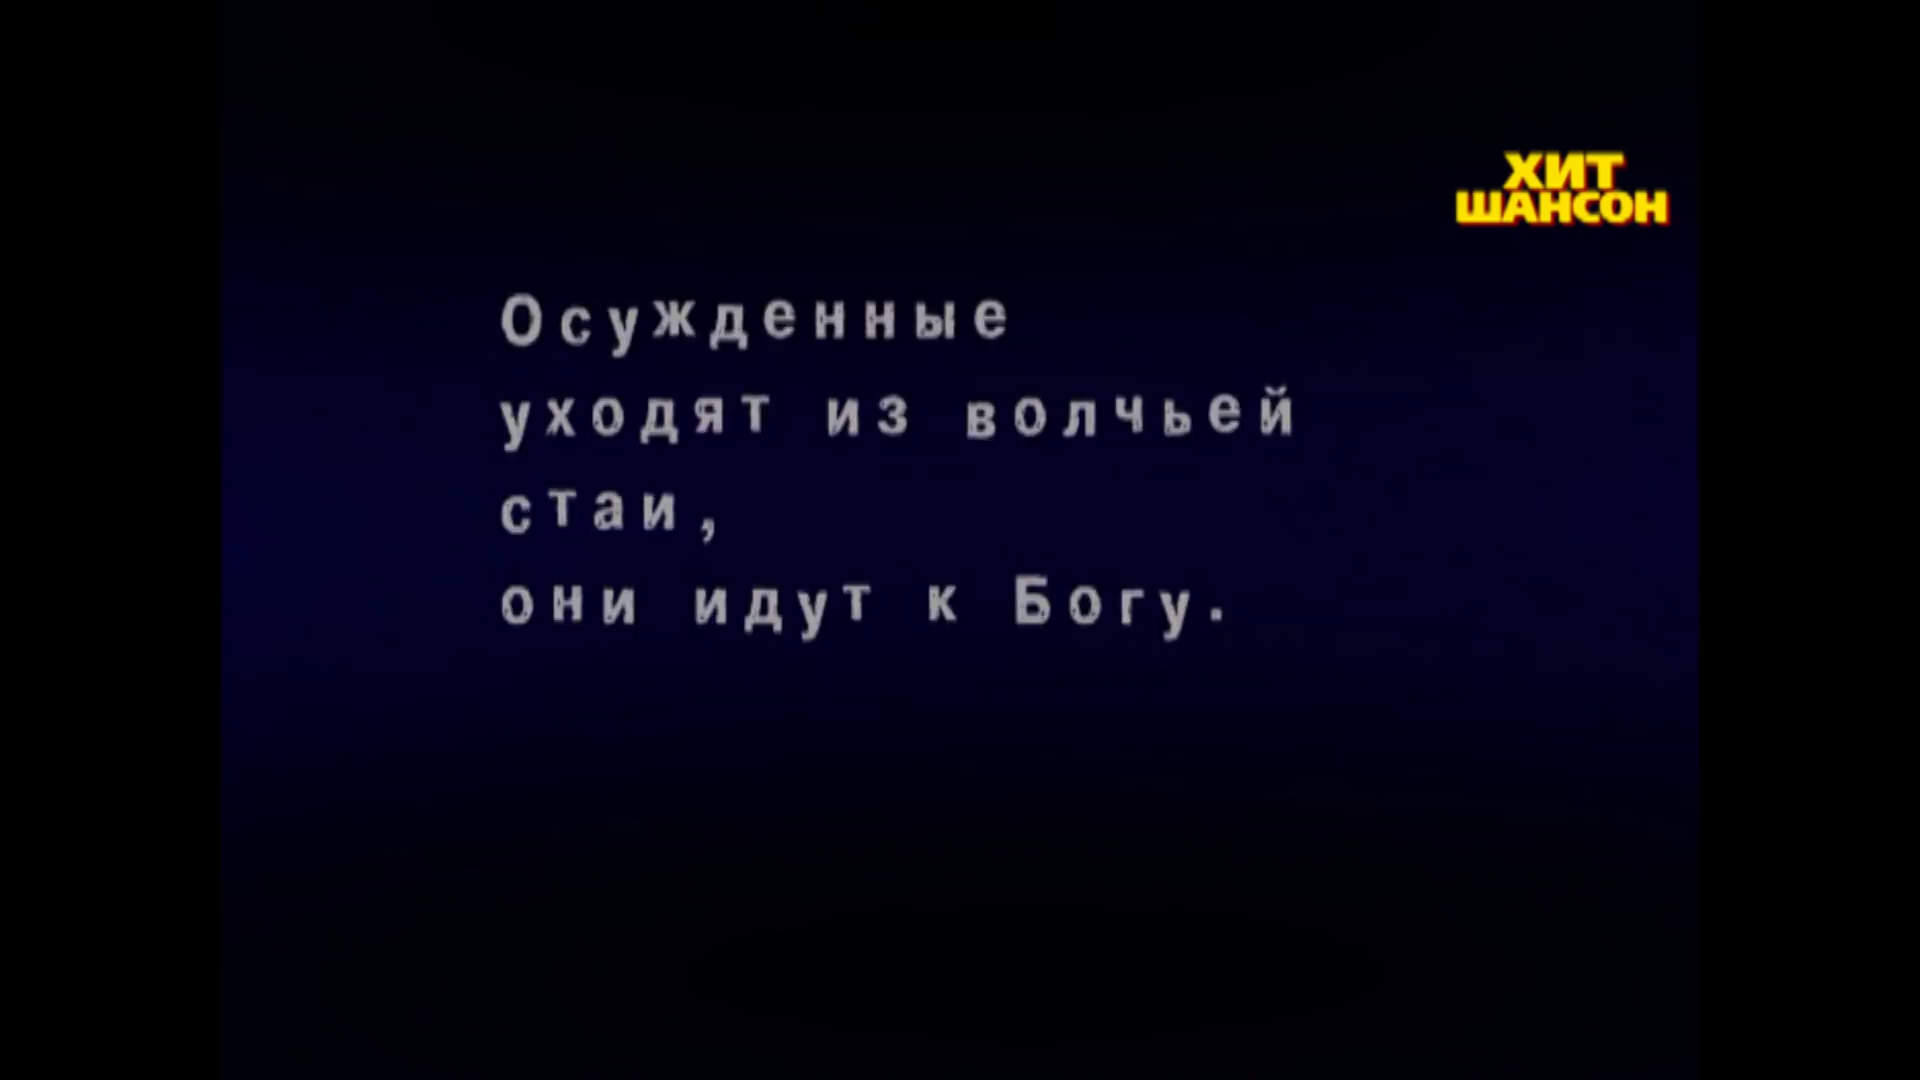 ХИТ
ШАНСОН
Осужденные
уходят из волчьей
стаи,
они идут к Богу.